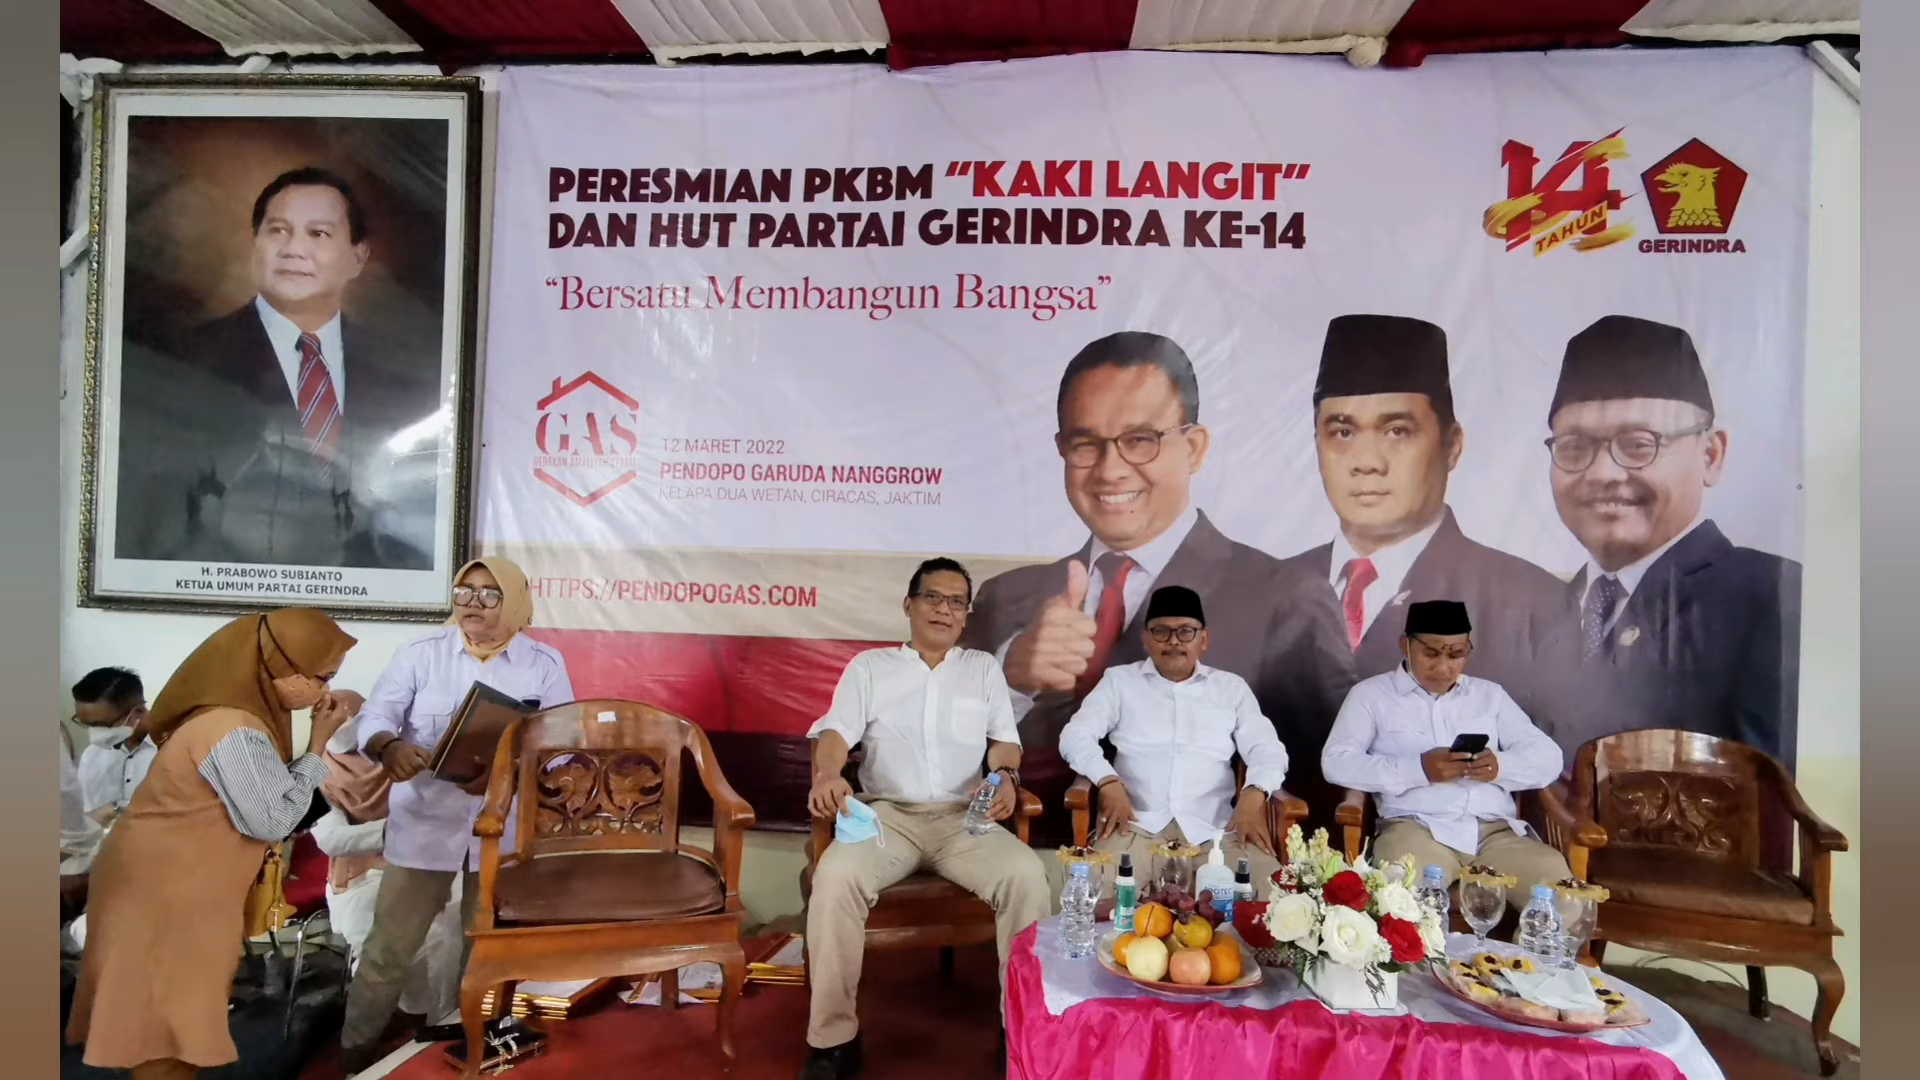 PERESMIAN PKBM "KAKI LANGIT"
DAN HUT PARTAI GERINDRA KE-14
"Bersatu Membangun Bangsa"
14
TAHUN
GERINDRA
GAS
12 MARET 2022
PENDOPO GARUDA NANGGROW
KELAPA DUA WETAN, CIRACAS, JAKTIM
HTTPS://PENDOPOGAS.COM
H. PRABOWO SUBIANTO
KETUA UMUM PARTAI GERINDRA